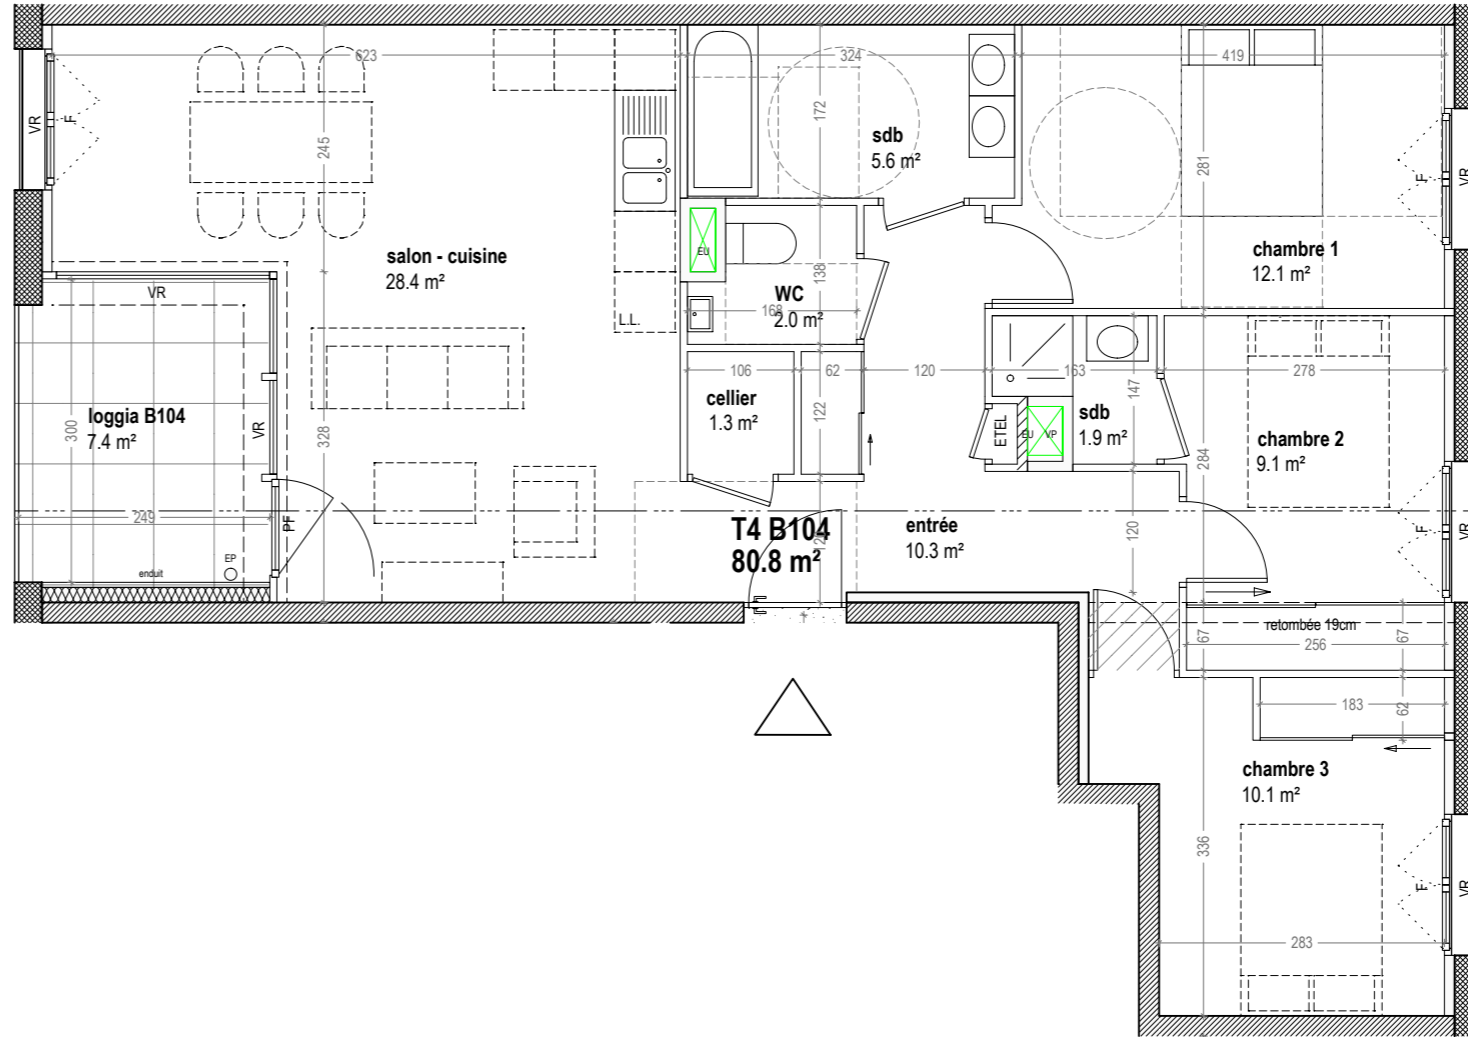 623
324
419
VR
F
245
172
sdb
5.6 m²
281
F
VR
salon - cuisine
28.4 m²
EU
138
WC
2.0 m²
168
chambre 1
12.1 m²
VR
L.L.
106
62
120
163
278
cellier
1.3 m²
122
147
ETEL
EU
VP
sdb
1.9 m²
284
chambre 2
9.1 m²
loggia B104
7.4 m²
300
VR
328
249
PF
EP
enduit
T4 B104
80.8 m²
entrée
10.3 m²
120
F
VR
retombée 19cm
256
67
67
183
62
chambre 3
10.1 m²
336
F
VR
283